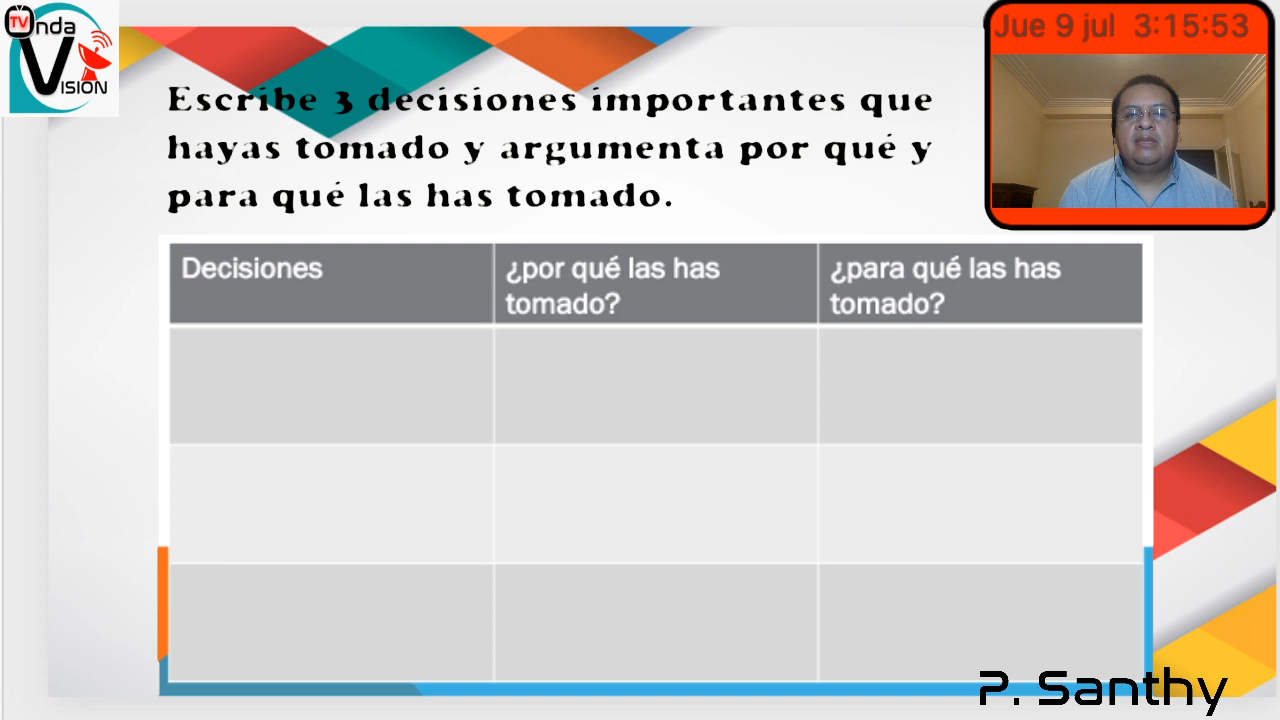 TV
Onda
Visión
Jue 9 jul 3:15:53
Escribe 3 decisiones importantes que
hayas tomado y argumenta por qué y
para qué las has tomado.
Decisiones
¿por qué las has
tomado?
¿para qué las has
tomado?
P. Santhy